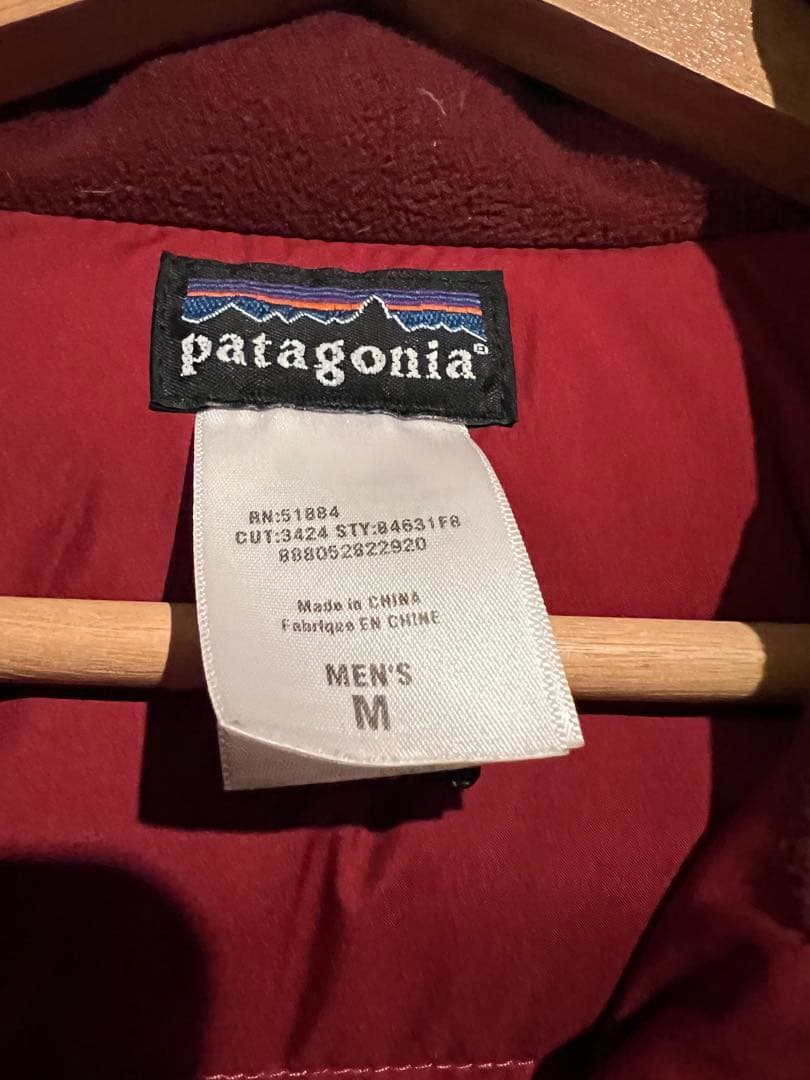 patagonia®
RN:51884
CUT:3424 STY:84631F8
888052822920
Made in CHINA
Fabriqué EN CHINE
MEN'S
M